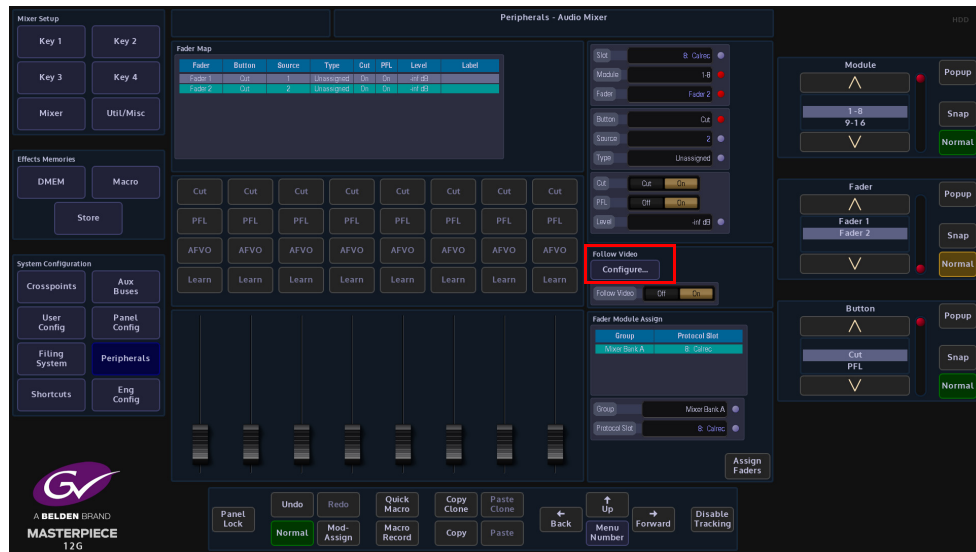 Mixer Setup
Peripherals - Audio Mixer
HDD
Key 1
Key 2
Key 3
Key 4
Mixer
Util/Misc
Effects Memories
DMEM
Macro
Store
System Configuration
Crosspoints
Aux
Buses
User
Config
Panel
Config
Filing
System
Peripherals
Shortcuts
Eng
Config
GV
A BELDEN BRAND
MASTERPIECE
12G
Fader Map
Fader Button Source Type Cut PFL Level Label
Fader 1 Cut 1 Unassigned On On -inf dB
Fader 2 Cut 2 Unassigned On On -inf dB
Cut Cut Cut Cut Cut Cut Cut Cut
PFL PFL PFL PFL PFL PFL PFL PFL
AFVO AFVO AFVO AFVO AFVO AFVO AFVO AFVO
Learn Learn Learn Learn Learn Learn Learn Learn
Slot 8: Calrec
Module 1-8
Fader Fader 2
Button Cut
Source 2
Type Unassigned
Cut Cut On
PFL Off On
Level -inf dB
Follow Video
Configure...
Follow Video Off On
Fader Module Assign
Group Protocol Slot
Mixer Bank A 8: Calrec
Group Mixer Bank A
Protocol Slot 8: Calrec
Assign
Faders
Module
1-8
9-16
Popup
Snap
Normal
Fader
Fader 1
Fader 2
Popup
Snap
Normal
Button
Cut
PFL
Popup
Snap
Normal
Panel
Lock
Undo
Redo
Normal
Mod-
Assign
Quick
Macro
Macro
Record
Copy
Clone
Paste
Clone
Copy
Paste
Back
Up
Menu
Number
Forward
Disable
Tracking